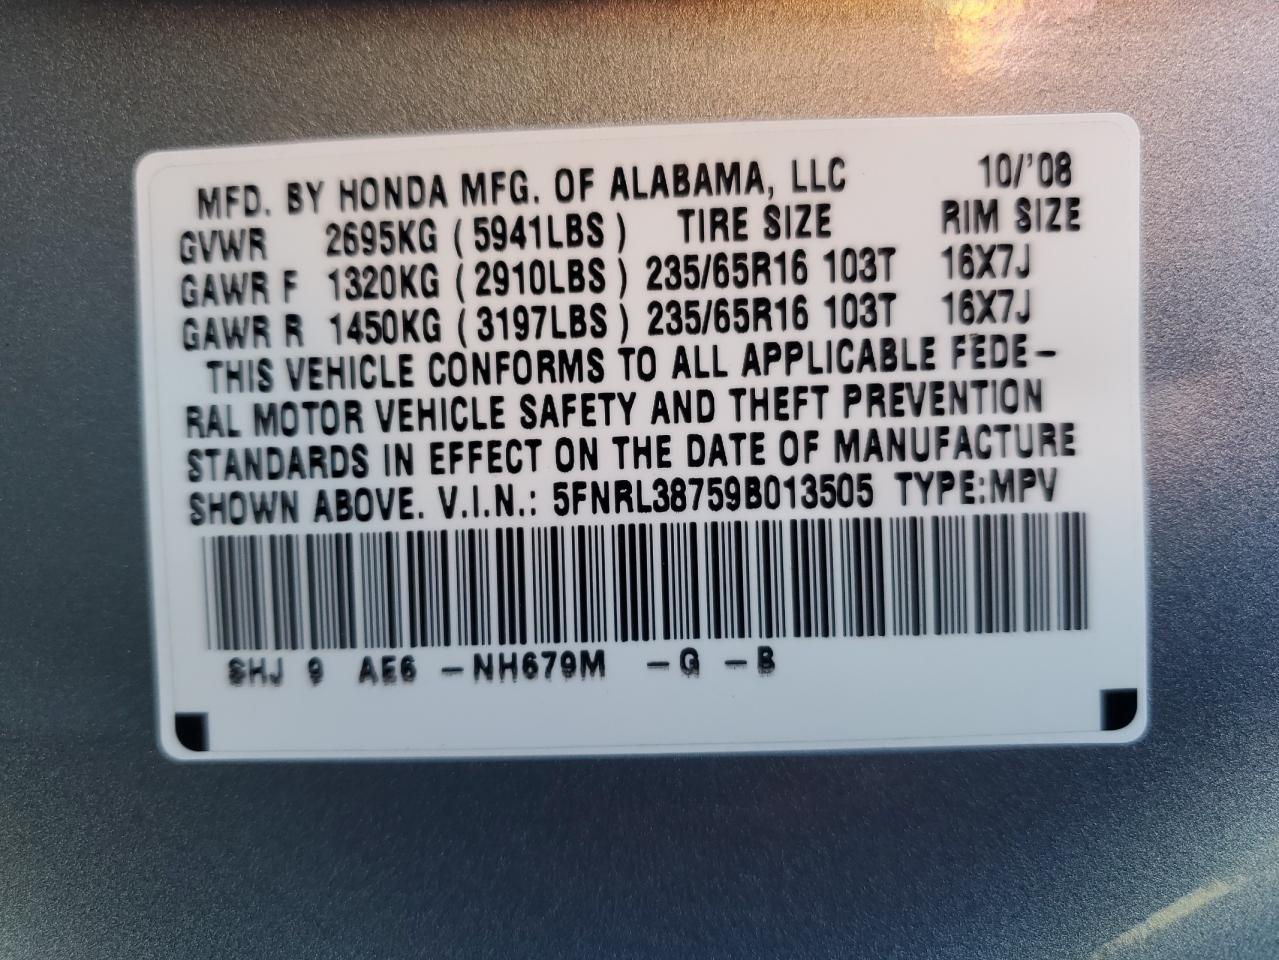 MFD. BY HONDA MFG. OF ALABAMA, LLC 10/'08
GVWR 2695KG ( 5941LBS ) TIRE SIZE RIM SIZE
GAWR F 1320KG ( 2910LBS ) 235/65R16 103T 16X7J
GAWR R 1450KG ( 3197LBS ) 235/65R16 103T 16X7J
THIS VEHICLE CONFORMS TO ALL APPLICABLE FEDE-
RAL MOTOR VEHICLE SAFETY AND THEFT PREVENTION
STANDARDS IN EFFECT ON THE DATE OF MANUFACTURE
SHOWN ABOVE. V.I.N.: 5FNRL38759B013505 TYPE:MPV
SHJ 9 AE6 -NH679M -G -B